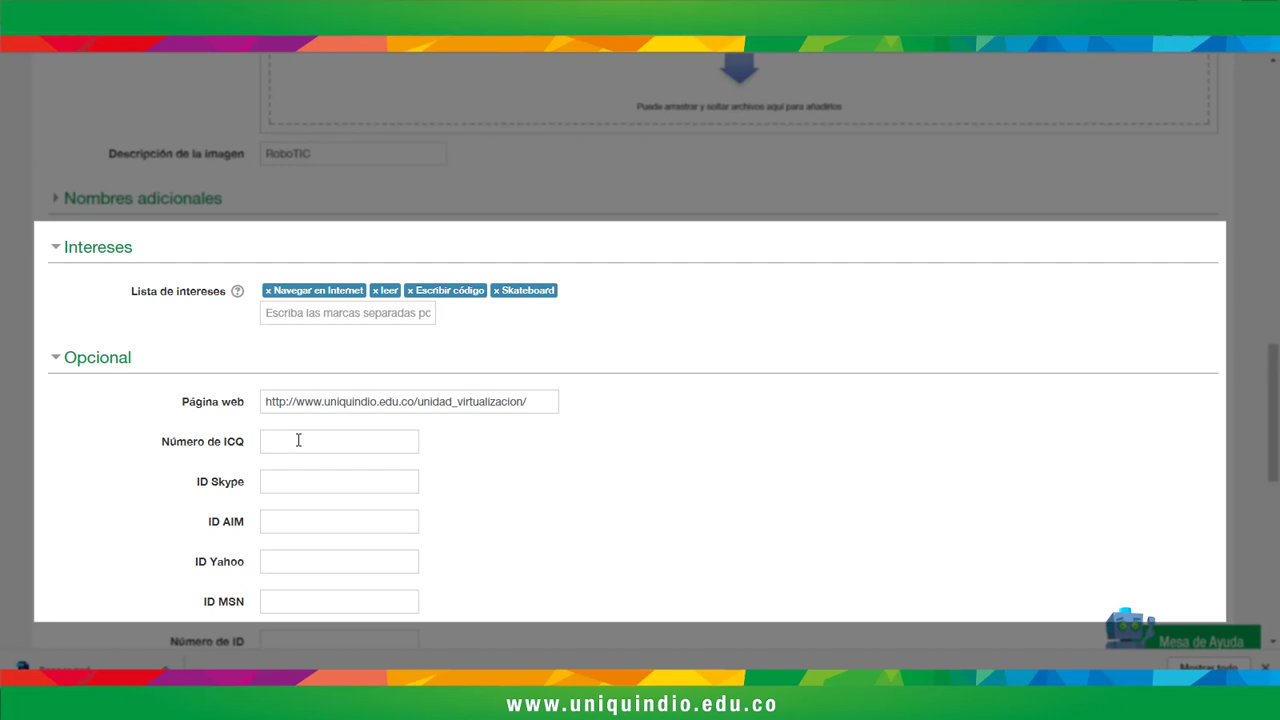 Puede arrastrar y soltar archivos aquí para añadirlos
Descripción de la imagen RoboTIC
Nombres adicionales
Intereses
Lista de intereses ? × Navegar en Internet × leer × Escribir código × Skateboard
Escriba las marcas separadas po
Opcional
Página web http://www.uniquindio.edu.co/unidad_virtualizacion/
Número de ICQ
ID Skype
ID AIM
ID Yahoo
ID MSN
Número de ID
Mesa de Ayuda
Mostrar todo
www.uniquindio.edu.co